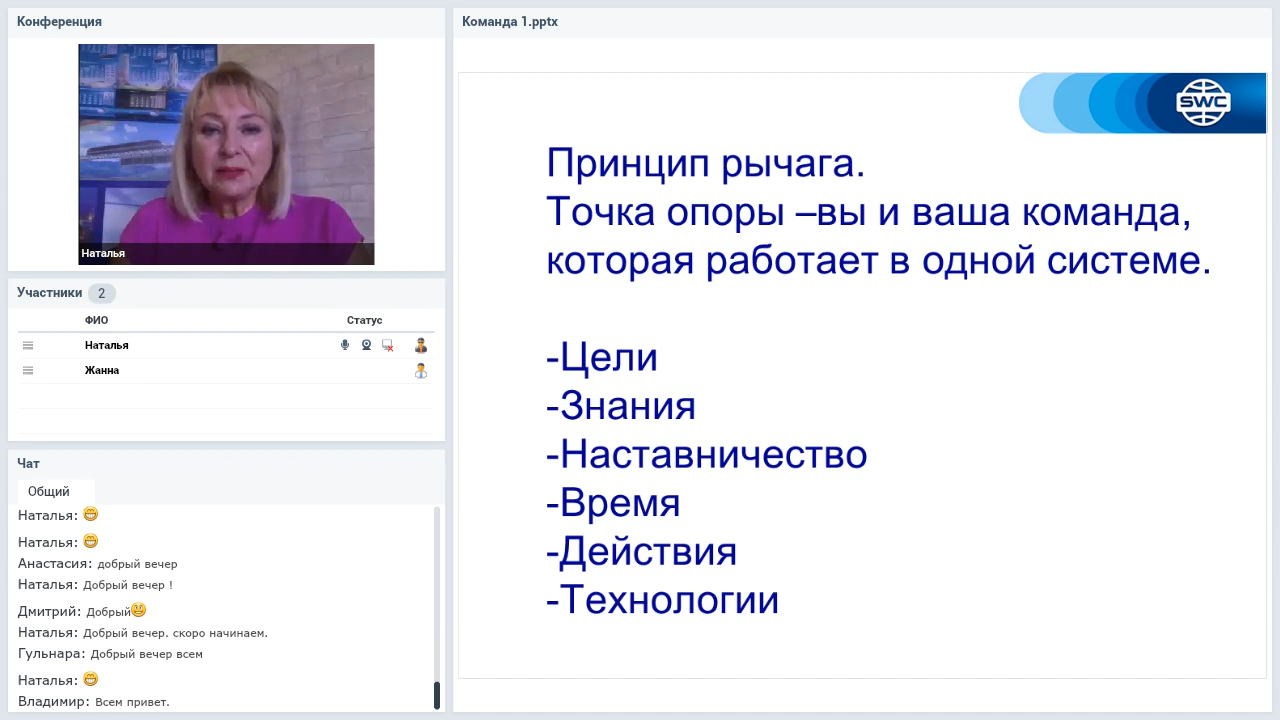 Конференция
Наталья
Участники 2
ФИО Статус
Наталья
Жанна
Чат
Общий
Наталья:
Наталья:
Анастасия: добрый вечер
Наталья: Добрый вечер !
Дмитрий: Добрый
Наталья: Добрый вечер. скоро начинаем.
Гульнара: Добрый вечер всем
Наталья:
Владимир: Всем привет.
Команда 1.pptx
SWC
Принцип рычага.
Точка опоры –вы и ваша команда,
которая работает в одной системе.
-Цели
-Знания
-Наставничество
-Время
-Действия
-Технологии